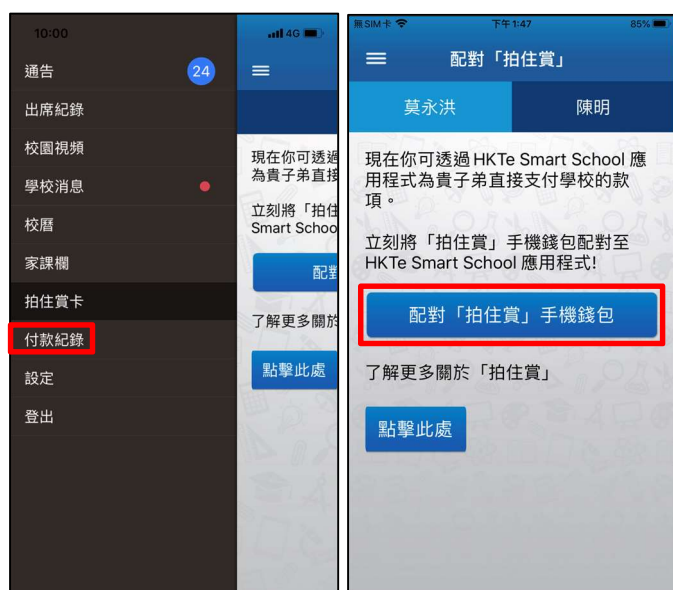 10:00
4G
通告 24
出席紀錄
校園視頻
學校消息
校曆
家課欄
拍住賞卡
付款紀錄
設定
登出
現在你可透過
為貴子弟直接
立刻將「拍住
Smart Schoo
配對
了解更多關於
點擊此處
無SIM卡 下午1:47 85%
配對「拍住賞」
莫永洪 陳明
現在你可透過 HKTe Smart School 應
用程式為貴子弟直接支付學校的款
項。
立刻將「拍住賞」手機錢包配對至
HKTe Smart School 應用程式!
配對「拍住賞」手機錢包
了解更多關於「拍住賞」
點擊此處